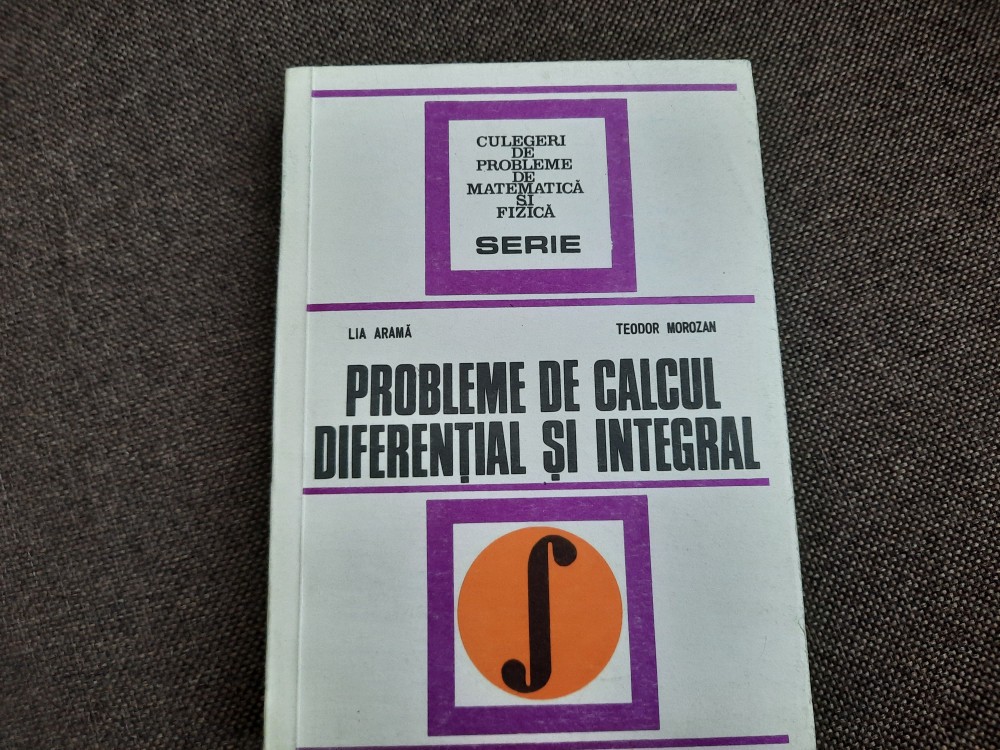 CULEGERI
DE
PROBLEME
DE
MATEMATICĂ
ȘI
FIZICĂ
SERIE
LIA ARAMĂ TEODOR MOROZAN
PROBLEME DE CALCUL
DIFERENȚIAL ȘI INTEGRAL
∫